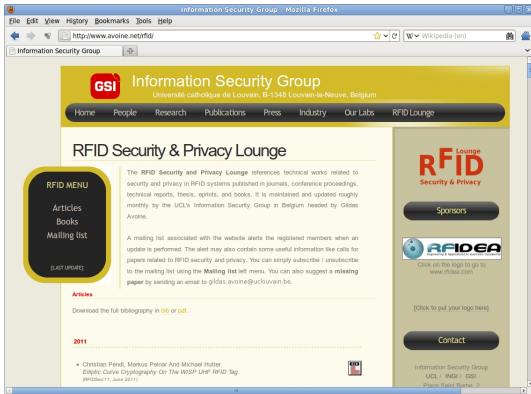 Information Security Group - Mozilla Firefox
File Edit View History Bookmarks Tools Help
http://www.avoine.net/rfid/
Wikipedia (en)
Information Security Group
GSI
Information Security Group
Université catholique de Louvain, B-1348 Louvain-la-Neuve, Belgium
Home People Research Publications Press Industry Our Labs RFID Lounge
RFID Security & Privacy Lounge
RFID MENU
Articles
Books
Mailing list
[LAST UPDATE]
The RFID Security and Privacy Lounge references technical works related to
security and privacy in RFID systems published in journals, conference proceedings,
technical reports, thesis, eprints, and books. It is maintained and updated roughly
monthly by the UCL's Information Security Group in Belgium headed by Gildas
Avoine.
A mailing list associated with the website alerts the registered members when an
update is performed. The alert may also contain some useful information like calls for
papers related to RFID security and privacy. You can simply subscribe / unsubscribe
to the mailing list using the Mailing list left menu. You can also suggest a missing
paper by sending an email to gildas.avoine@uclouvain.be.
Articles
Download the full bibliography in bib or pdf.
2011
Christian Pendl, Markus Pelnar And Michael Hutter.
Elliptic Curve Cryptography On The WISP UHF RFID Tag.
(RFIDSec'11, June 2011)
RFID Lounge
Security & Privacy
Sponsors
RFIDEA
Click on the logo to go to
www.rfidea.com
[Click to put your logo here]
Contact
Information Security Group
UCL / INGI / GSI
Place Saint Barbe, 2